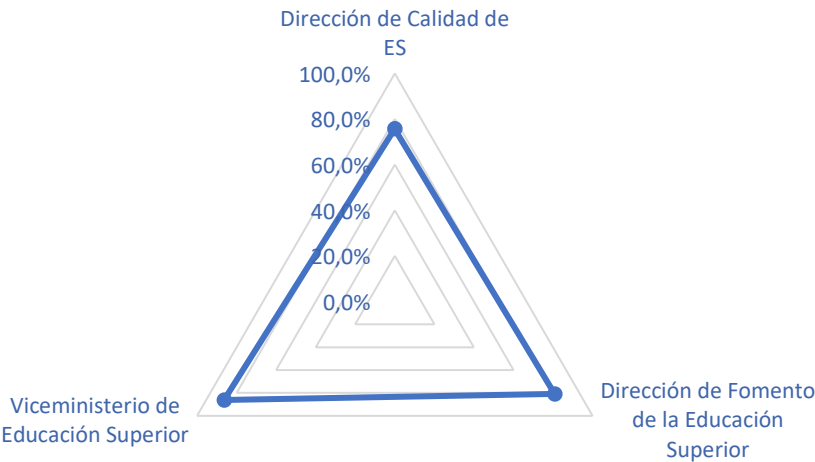 Dirección de Calidad de
ES
100,0%
80,0%
60,0%
40,0%
20,0%
0,0%
Viceministerio de
Educación Superior
Dirección de Fomento
de la Educación
Superior